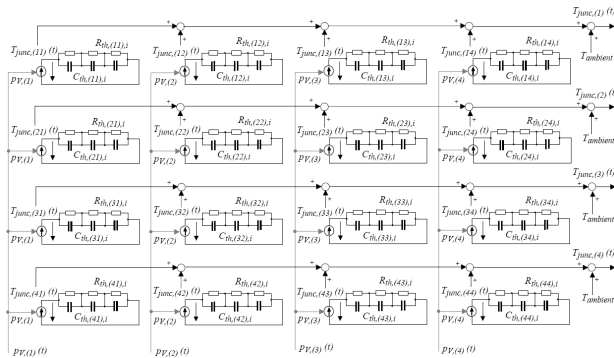 T_junc,(1) (t)
T_junc,(11) (t) R_th,(11),i T_junc,(12) (t) R_th,(12),i T_junc,(13) (t) R_th,(13),i T_junc,(14) (t) R_th,(14),i
T_ambient
p_V,(1) C_th,(11),i p_V,(2) C_th,(12),i p_V,(3) C_th,(13),i p_V,(4) C_th,(14),i
T_junc,(2) (t)
T_junc,(21) (t) R_th,(21),i T_junc,(22) (t) R_th,(22),i T_junc,(23) (t) R_th,(23),i T_junc,(24) (t) R_th,(24),i
T_ambient
p_V,(1) C_th,(21),i p_V,(2) C_th,(22),i p_V,(3) C_th,(23),i p_V,(4) C_th,(24),i
T_junc,(3) (t)
T_junc,(31) (t) R_th,(31),i T_junc,(32) (t) R_th,(32),i T_junc,(33) (t) R_th,(33),i T_junc,(34) (t) R_th,(34),i
T_ambient
p_V,(1) C_th,(31),i p_V,(2) C_th,(32),i p_V,(3) C_th,(33),i p_V,(4) C_th,(34),i
T_junc,(4) (t)
T_junc,(41) (t) R_th,(41),i T_junc,(42) (t) R_th,(42),i T_junc,(43) (t) R_th,(43),i T_junc,(44) (t) R_th,(44),i
T_ambient
p_V,(1) C_th,(41),i p_V,(2) C_th,(42),i p_V,(3) C_th,(43),i p_V,(4) C_th,(44),i
p_V,(1) (t) p_V,(2) (t) p_V,(3) (t) p_V,(4) (t)